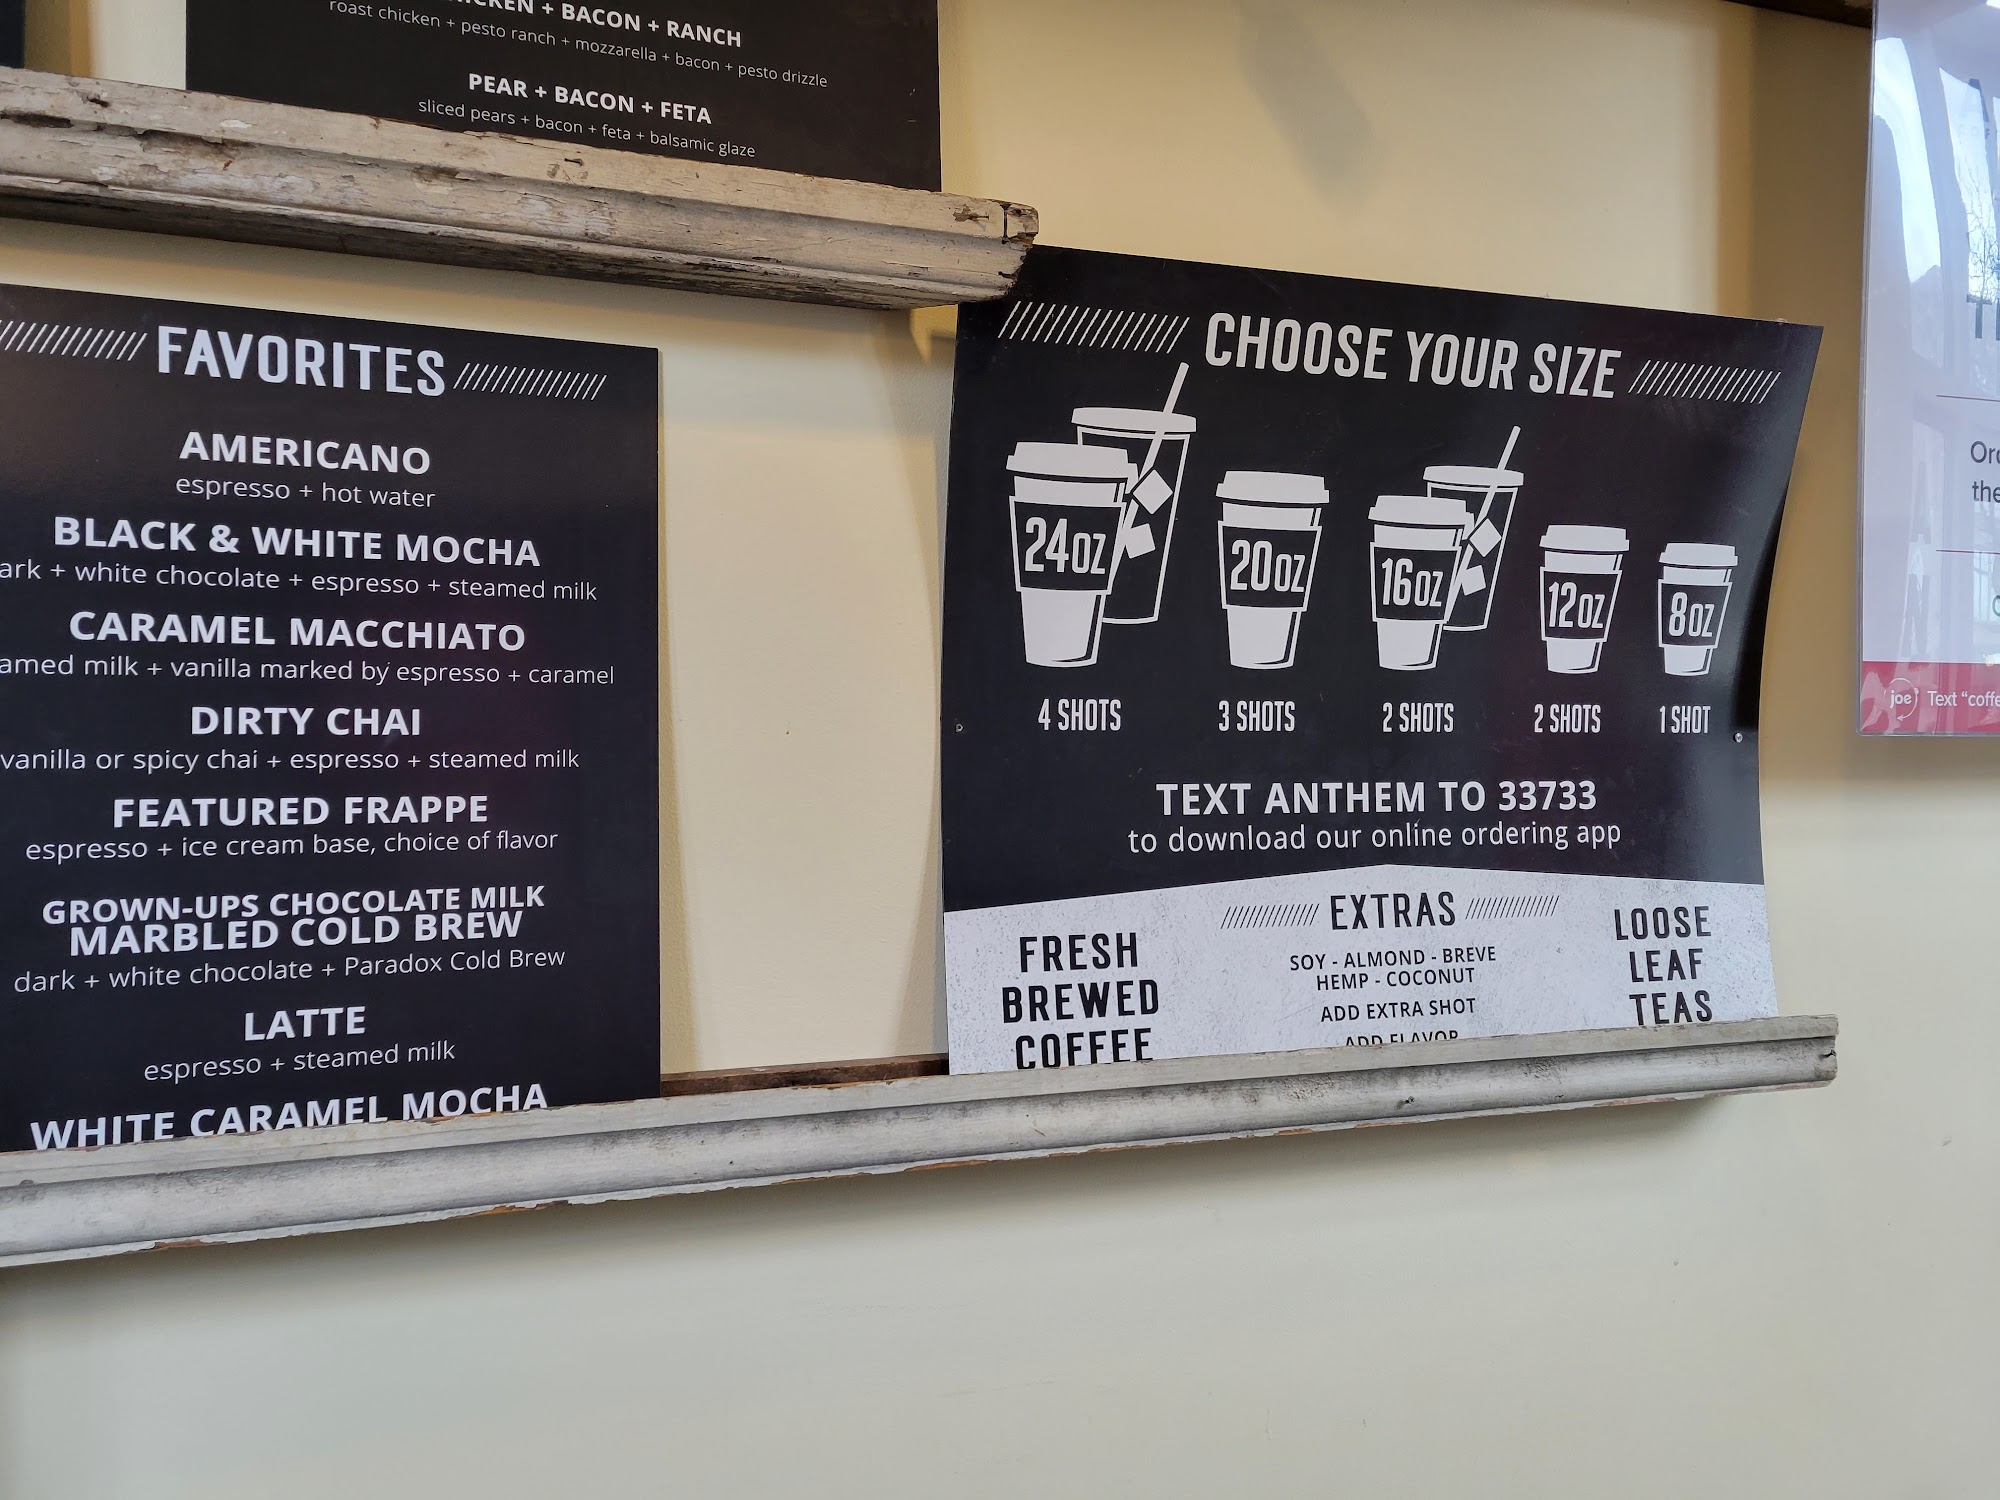 CHICKEN + BACON + RANCH
roast chicken + pesto ranch + mozzarella + bacon + pesto drizzle
PEAR + BACON + FETA
sliced pears + bacon + feta + balsamic glaze
FAVORITES
AMERICANO
espresso + hot water
BLACK & WHITE MOCHA
ark + white chocolate + espresso + steamed milk
CARAMEL MACCHIATO
amed milk + vanilla marked by espresso + caramel
DIRTY CHAI
vanilla or spicy chai + espresso + steamed milk
FEATURED FRAPPE
espresso + ice cream base, choice of flavor
GROWN-UPS CHOCOLATE MILK
MARBLED COLD BREW
dark + white chocolate + Paradox Cold Brew
LATTE
espresso + steamed milk
WHITE CARAMEL MOCHA
CHOOSE YOUR SIZE
24OZ 20OZ 16OZ 12OZ 8OZ
4 SHOTS 3 SHOTS 2 SHOTS 2 SHOTS 1 SHOT
TEXT ANTHEM TO 33733
to download our online ordering app
FRESH
BREWED
COFFEE
EXTRAS
SOY - ALMOND - BREVE
HEMP - COCONUT
ADD EXTRA SHOT
ADD FLAVOR
LOOSE
LEAF
TEAS
Ord
the
joe Text "coffe